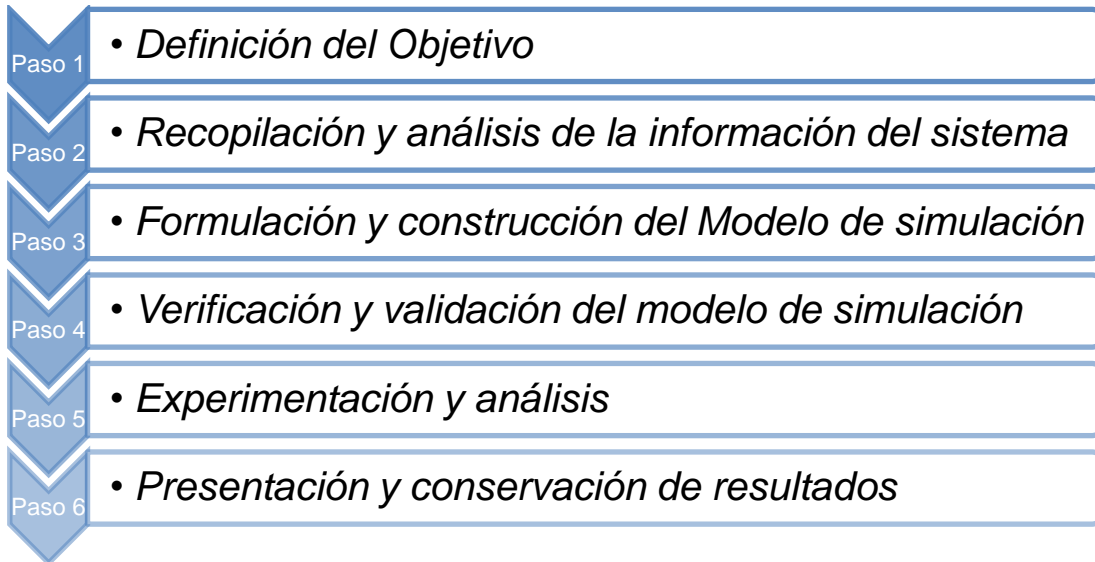 Paso 1
• Definición del Objetivo
Paso 2
• Recopilación y análisis de la información del sistema
Paso 3
• Formulación y construcción del Modelo de simulación
Paso 4
• Verificación y validación del modelo de simulación
Paso 5
• Experimentación y análisis
Paso 6
• Presentación y conservación de resultados